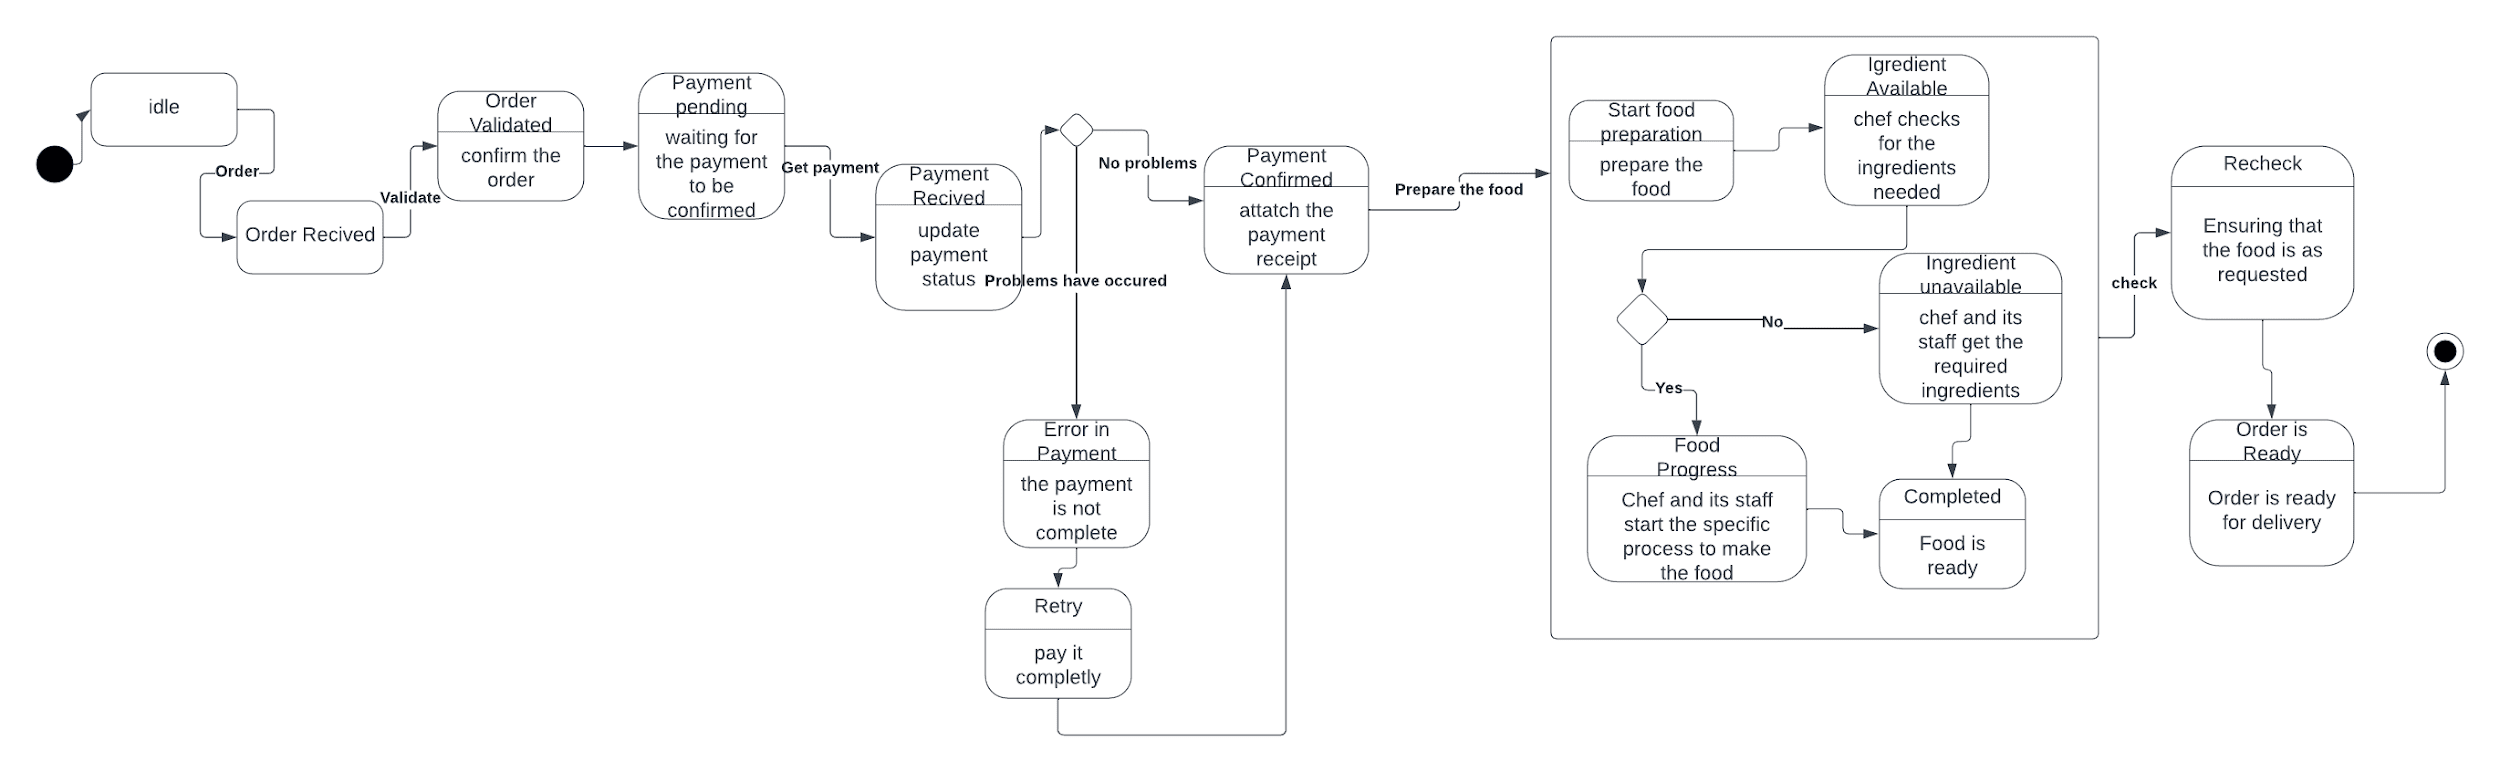 idle
Order
Order Recived
Validate
Order
Validated
confirm the
order
Payment
pending
waiting for
the payment
to be
confirmed
Get payment
Payment
Recived
update
payment
status
No problems
Problems have occured
Payment
Confirmed
attatch the
payment
receipt
Error in
Payment
the payment
is not
complete
Retry
pay it
completly
Prepare the food
Start food
preparation
prepare the
food
Igredient
Available
chef checks
for the
ingredients
needed
No
Yes
Ingredient
unavailable
chef and its
staff get the
required
ingredients
Food
Progress
Chef and its staff
start the specific
process to make
the food
Completed
Food is
ready
check
Recheck
Ensuring that
the food is as
requested
Order is
Ready
Order is ready
for delivery